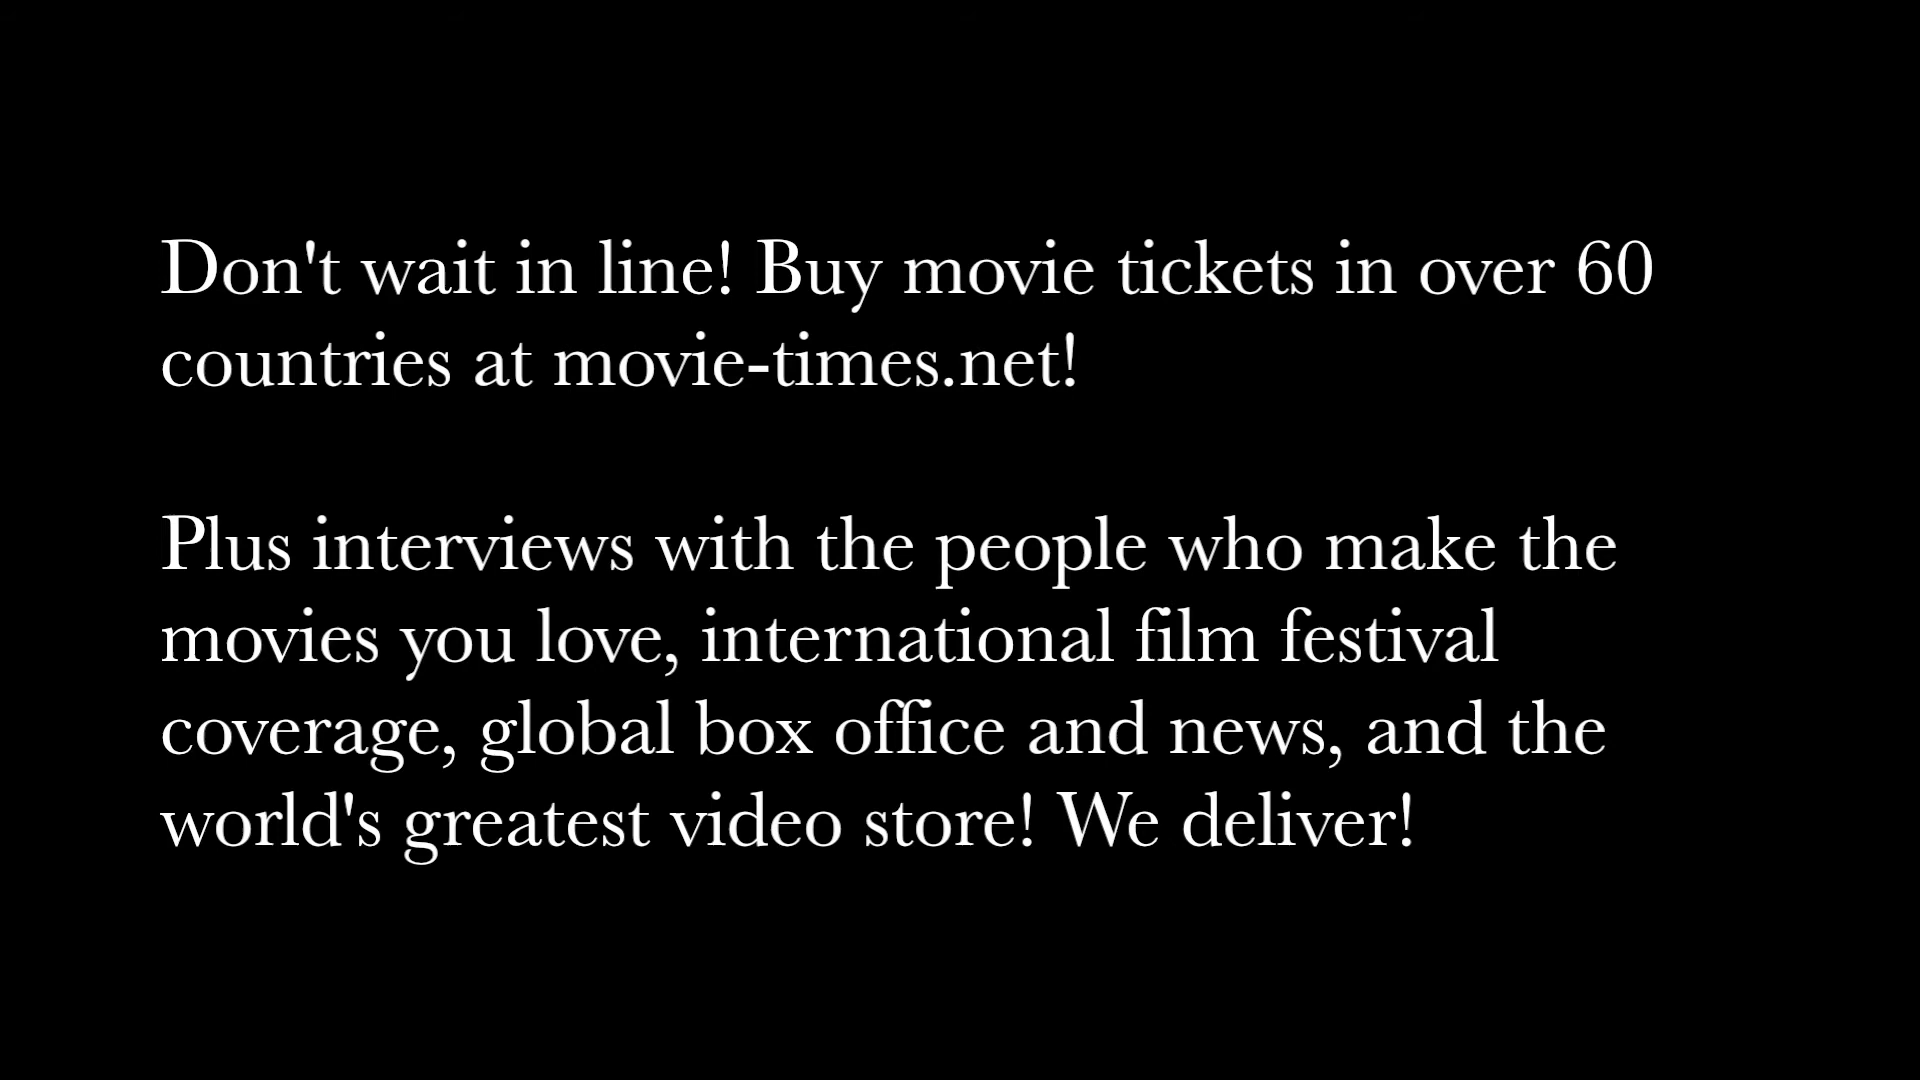 Don't wait in line! Buy movie tickets in over 60
countries at movie-times.net!
Plus interviews with the people who make the
movies you love, international film festival
coverage, global box office and news, and the
world's greatest video store! We deliver!